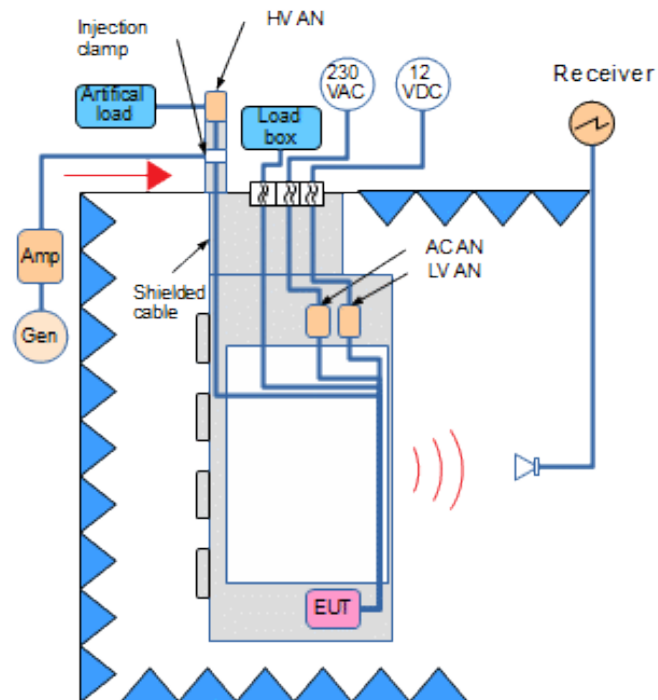 HV AN
Injection
clamp
230
VAC
12
VDC
Receiver
Artifical
load
Load
box
AC AN
LV AN
Amp
Shielded
cable
Gen
EUT